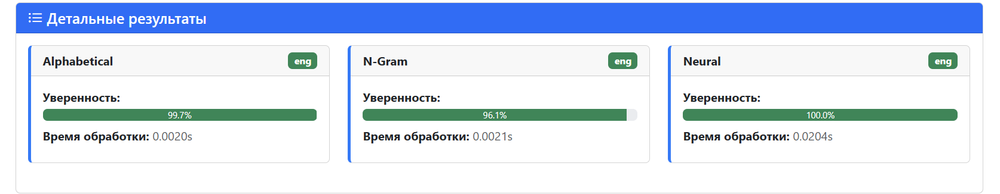 Детальные результаты
Alphabetical eng
Уверенность:
99.7%
Время обработки: 0.0020s
N-Gram eng
Уверенность:
96.1%
Время обработки: 0.0021s
Neural eng
Уверенность:
100.0%
Время обработки: 0.0204s